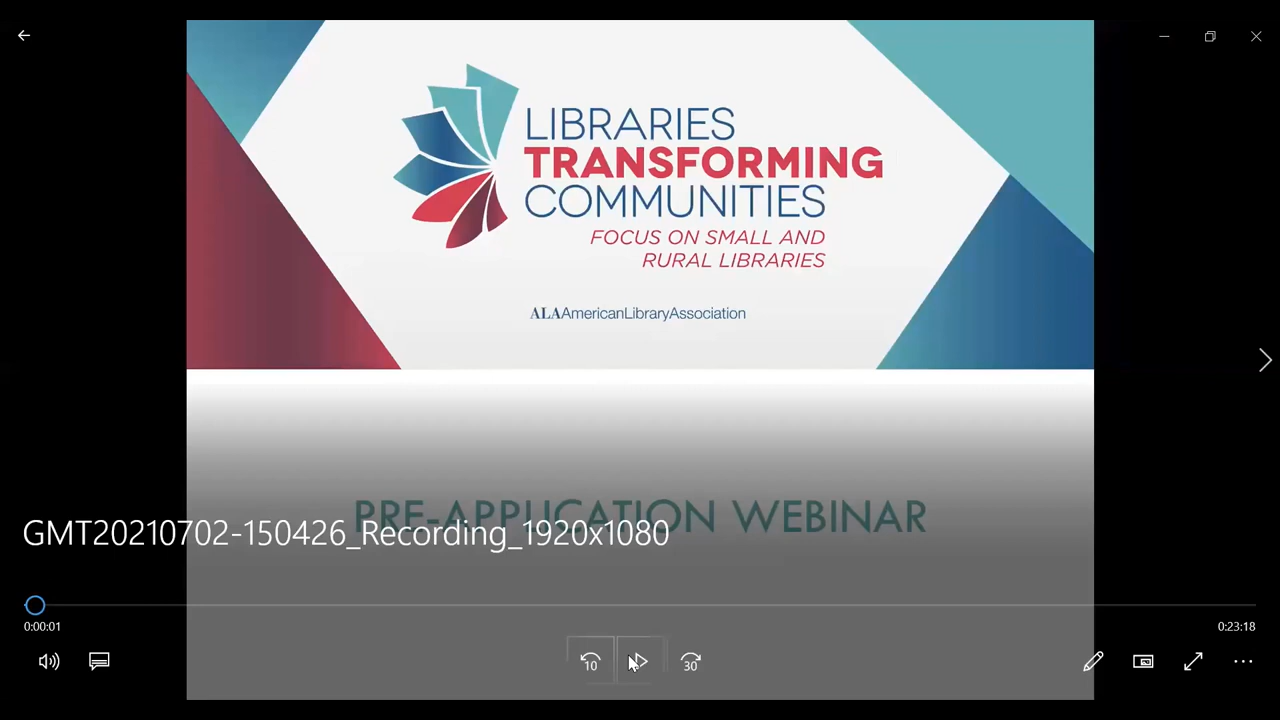 LIBRARIES
TRANSFORMING
COMMUNITIES
FOCUS ON SMALL AND
RURAL LIBRARIES
ALAAmericanLibraryAssociation
PRE-APPLICATION WEBINAR
GMT20210702-150426_Recording_1920x1080
0:00:01
0:23:18
10
30